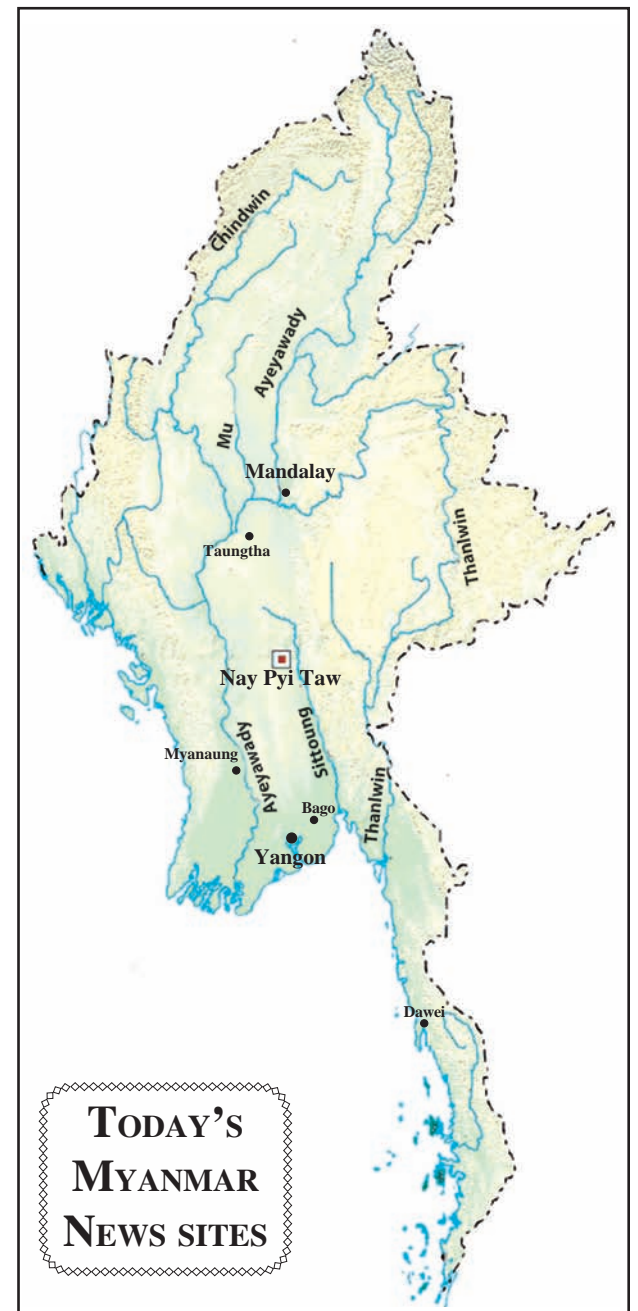 Chindwin
Ayeyawady
Mu
Mandalay
Taungtha
Thanlwin
Nay Pyi Taw
Sittoung
Myanaung
Ayeyawady
Thanlwin
Bago
Yangon
Dawei
TODAY'S
MYANMAR
NEWS SITES